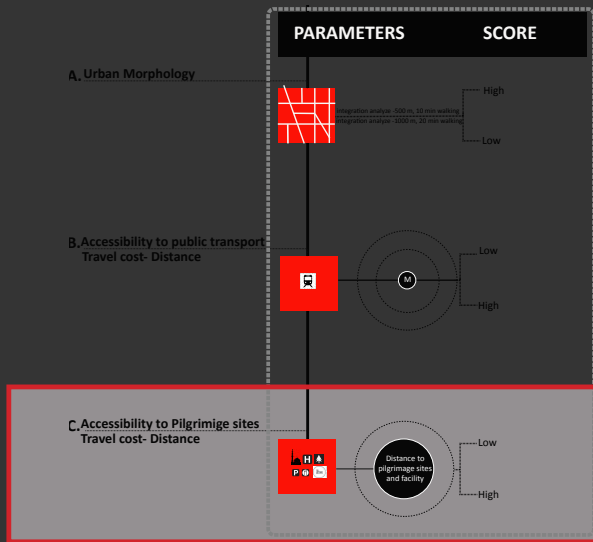 PARAMETERS SCORE
A. Urban Morphology
High
integration analyze -500 m, 10 min walking
integration analyze -1000 m, 20 min walking
Low
B. Accessibility to public transport
Travel cost- Distance
Low
M
High
C. Accessibility to Pilgrimige sites
Travel cost- Distance
Low
H
P
Distance to
pilgrimage sites
and facility
High